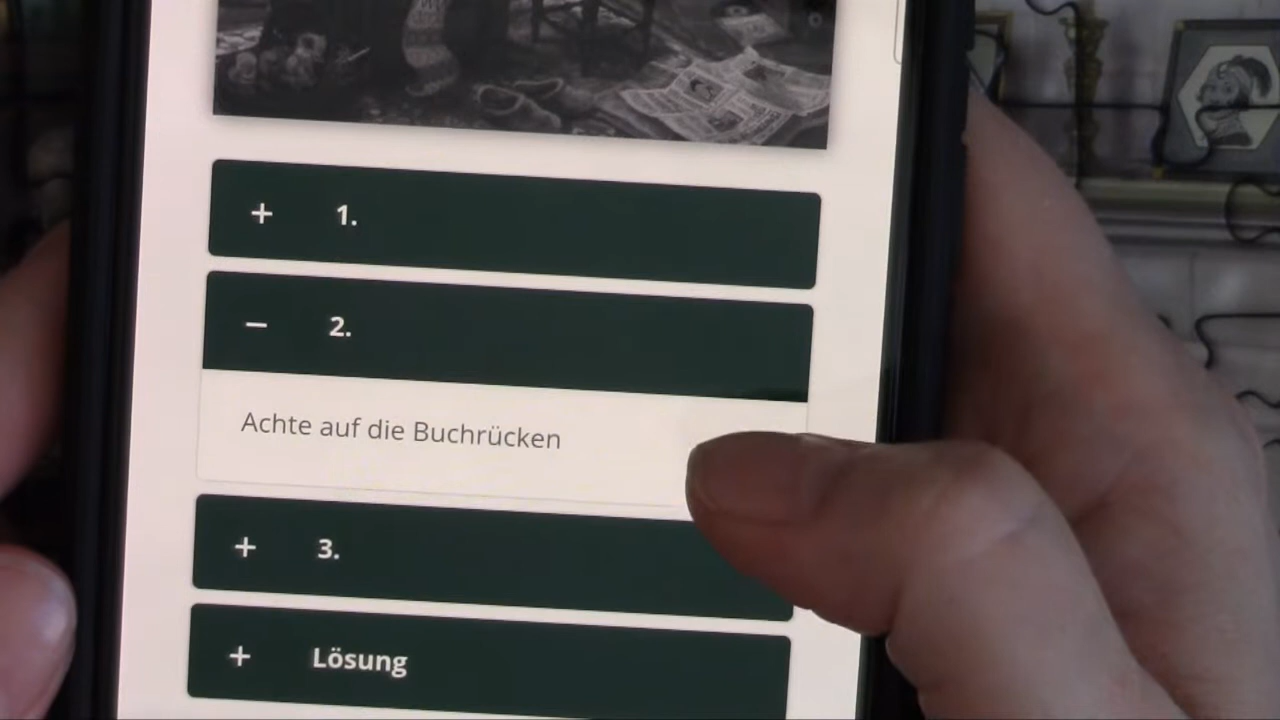 + 1.
− 2.
Achte auf die Buchrücken
+ 3.
+ Lösung